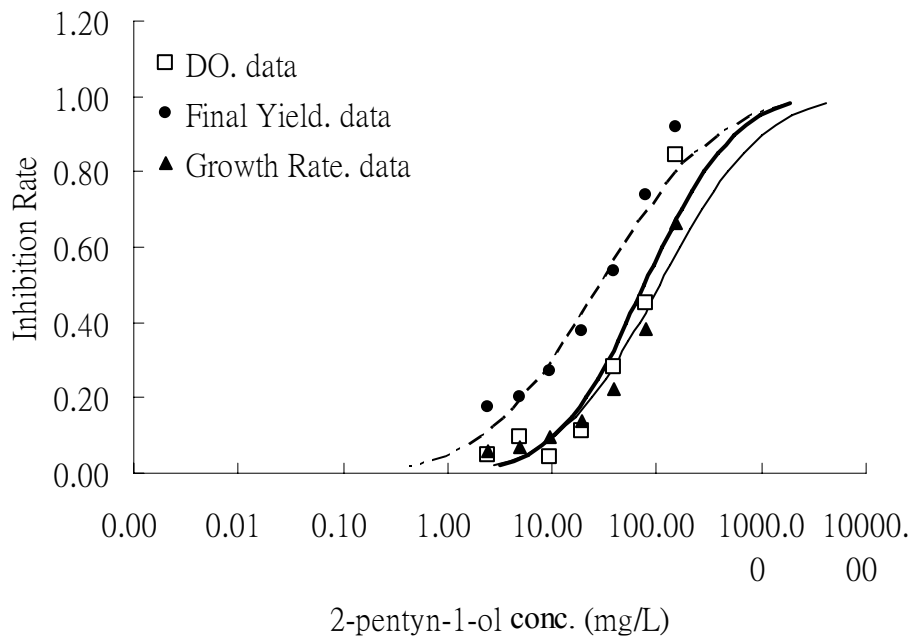 1.20
1.00
0.80
0.60
0.40
0.20
0.00
Inhibition Rate
DO. data
Final Yield. data
Growth Rate. data
0.00 0.01 0.10 1.00 10.00 100.00 1000.0 10000.00
2-pentyn-1-ol conc. (mg/L)